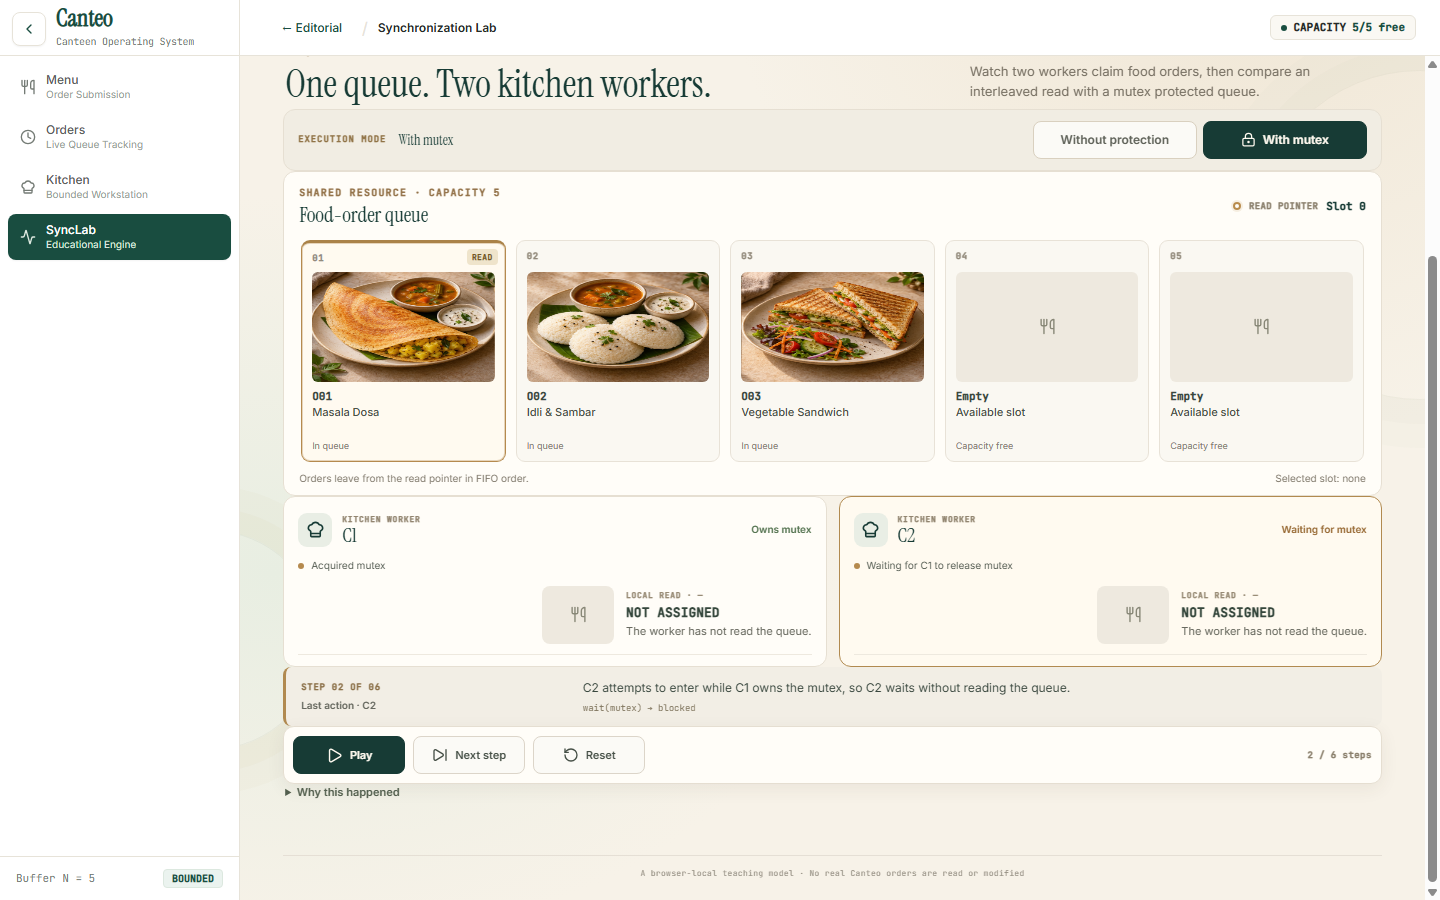 Canteo
Canteen Operating System
← Editorial / Synchronization Lab
CAPACITY 5/5 free
Menu
Order Submission
Orders
Live Queue Tracking
Kitchen
Bounded Workstation
SyncLab
Educational Engine
Buffer N = 5
BOUNDED
One queue. Two kitchen workers.
Watch two workers claim food orders, then compare an
interleaved read with a mutex protected queue.
EXECUTION MODE With mutex
Without protection
With mutex
SHARED RESOURCE · CAPACITY 5
Food-order queue
READ POINTER Slot 0
01
READ
001
Masala Dosa
In queue
02
002
Idli & Sambar
In queue
03
003
Vegetable Sandwich
In queue
04
Empty
Available slot
Capacity free
05
Empty
Available slot
Capacity free
Orders leave from the read pointer in FIFO order.
Selected slot: none
KITCHEN WORKER
C1
Owns mutex
Acquired mutex
LOCAL READ · —
NOT ASSIGNED
The worker has not read the queue.
KITCHEN WORKER
C2
Waiting for mutex
Waiting for C1 to release mutex
LOCAL READ · —
NOT ASSIGNED
The worker has not read the queue.
STEP 02 OF 06
Last action · C2
C2 attempts to enter while C1 owns the mutex, so C2 waits without reading the queue.
wait(mutex) → blocked
Play
Next step
Reset
2 / 6 steps
▶ Why this happened
A browser-local teaching model · No real Canteo orders are read or modified